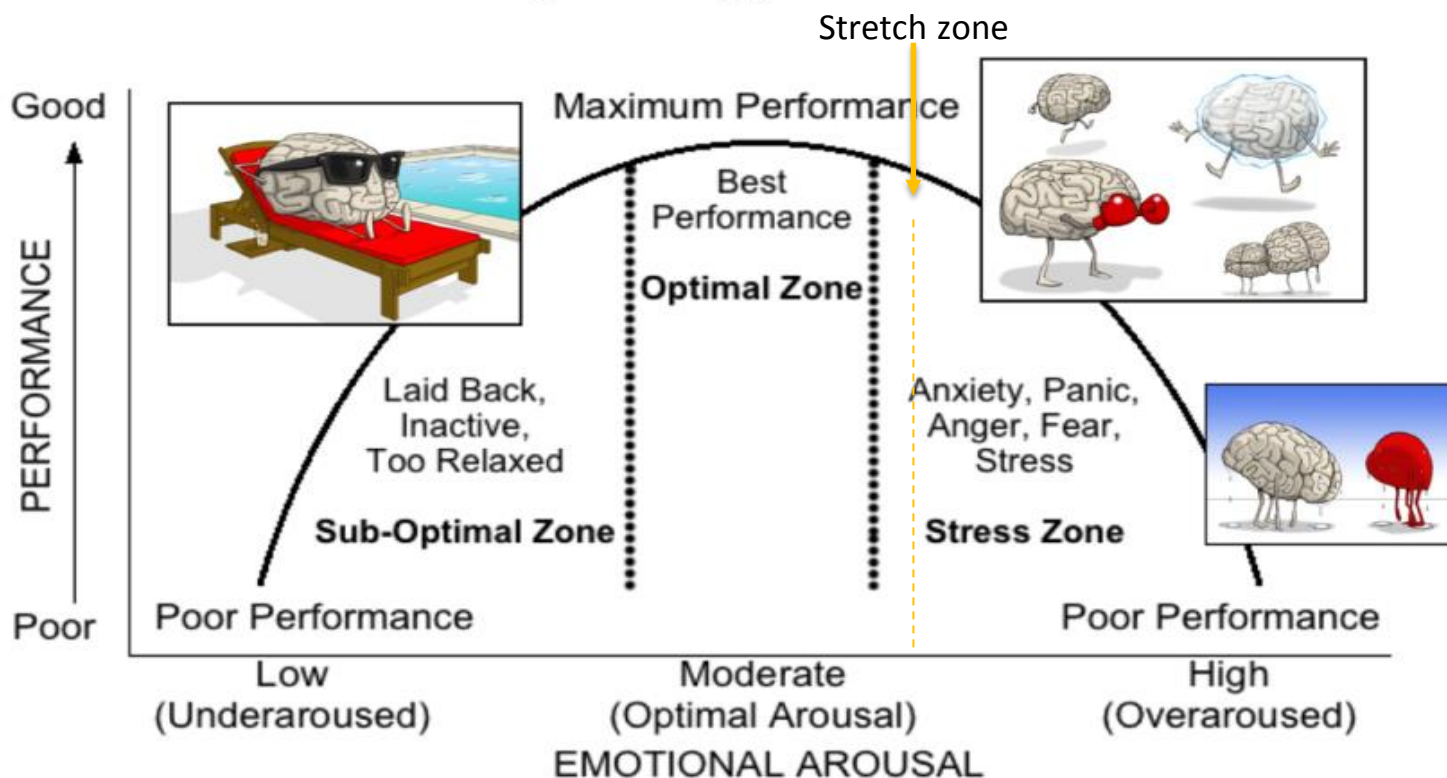 Stretch zone
Good
Maximum Performance
Best
Performance
Optimal Zone
PERFORMANCE
Laid Back,
Inactive,
Too Relaxed
Anxiety, Panic,
Anger, Fear,
Stress
Sub-Optimal Zone
Stress Zone
Poor
Poor Performance
Poor Performance
Low
(Underaroused)
Moderate
(Optimal Arousal)
High
(Overaroused)
EMOTIONAL AROUSAL